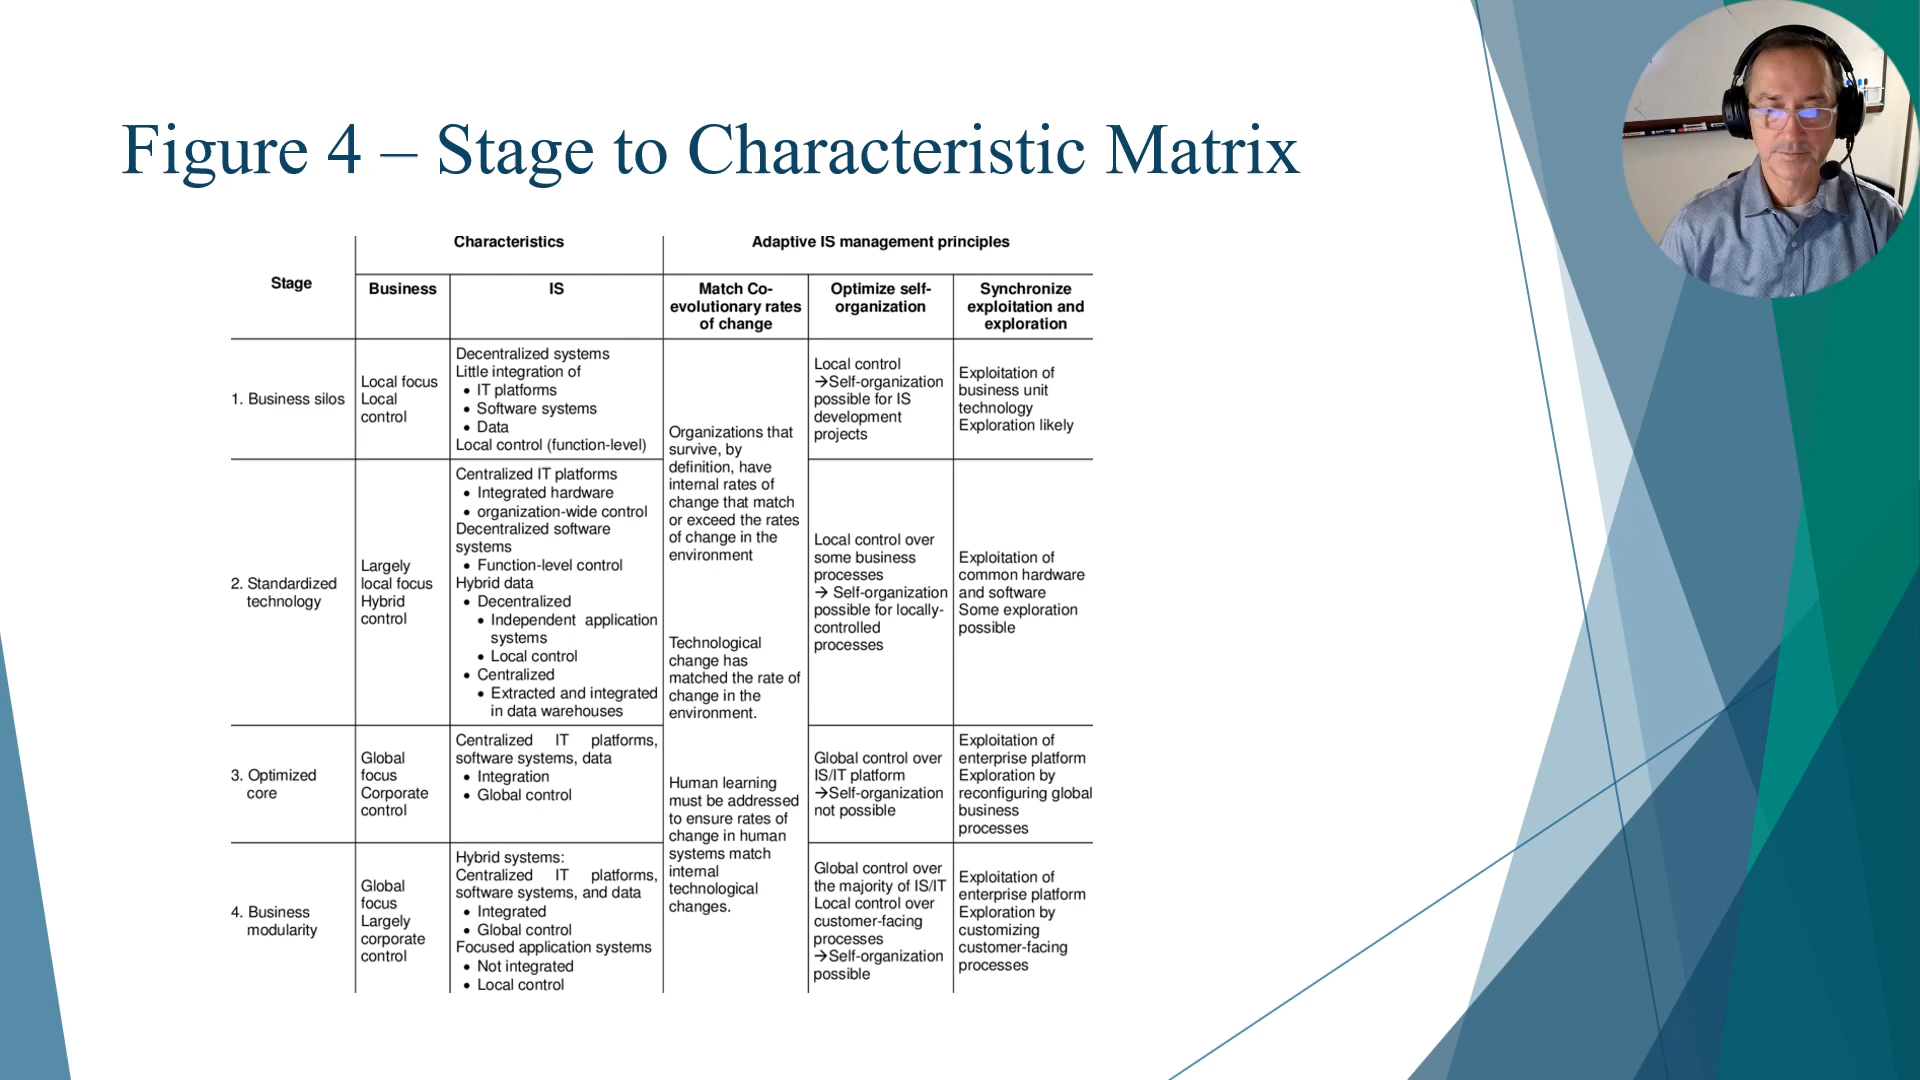 Figure 4 – Stage to Characteristic Matrix
Characteristics
Adaptive IS management principles
Stage
Business
IS
Match Co-
evolutionary rates
of change
Optimize self-
organization
Synchronize
exploitation and
exploration
1. Business silos
Local focus
Local
control
Decentralized systems
Little integration of
• IT platforms
• Software systems
• Data
Local control (function-level)
Organizations that
survive, by
definition, have
internal rates of
change that match
or exceed the rates
of change in the
environment
Technological
change has
matched the rate of
change in the
environment.
Human learning
must be addressed
to ensure rates of
change in human
systems match
internal
technological
changes.
Local control
→Self-organization
possible for IS
development
projects
Exploitation of
business unit
technology
Exploration likely
2. Standardized
technology
Largely
local focus
Hybrid
control
Centralized IT platforms
• Integrated hardware
• organization-wide control
Decentralized software
systems
• Function-level control
Hybrid data
• Decentralized
• Independent application
systems
• Local control
• Centralized
• Extracted and integrated
in data warehouses
Local control over
some business
processes
→ Self-organization
possible for locally-
controlled
processes
Exploitation of
common hardware
and software
Some exploration
possible
3. Optimized
core
Global
focus
Corporate
control
Centralized IT platforms,
software systems, data
• Integration
• Global control
Global control over
IS/IT platform
→Self-organization
not possible
Exploitation of
enterprise platform
Exploration by
reconfiguring global
business
processes
4. Business
modularity
Global
focus
Largely
corporate
control
Hybrid systems:
Centralized IT platforms,
software systems, and data
• Integrated
• Global control
Focused application systems
• Not integrated
• Local control
Global control over
the majority of IS/IT
Local control over
customer-facing
processes
→Self-organization
possible
Exploitation of
enterprise platform
Exploration by
customizing
customer-facing
processes